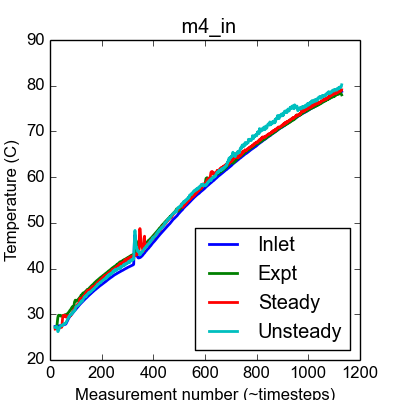 m4_in
90
80
70
60
50
40
30
20
Temperature (C)
Inlet
Expt
Steady
Unsteady
0 200 400 600 800 1000 1200
Measurement number (~timesteps)